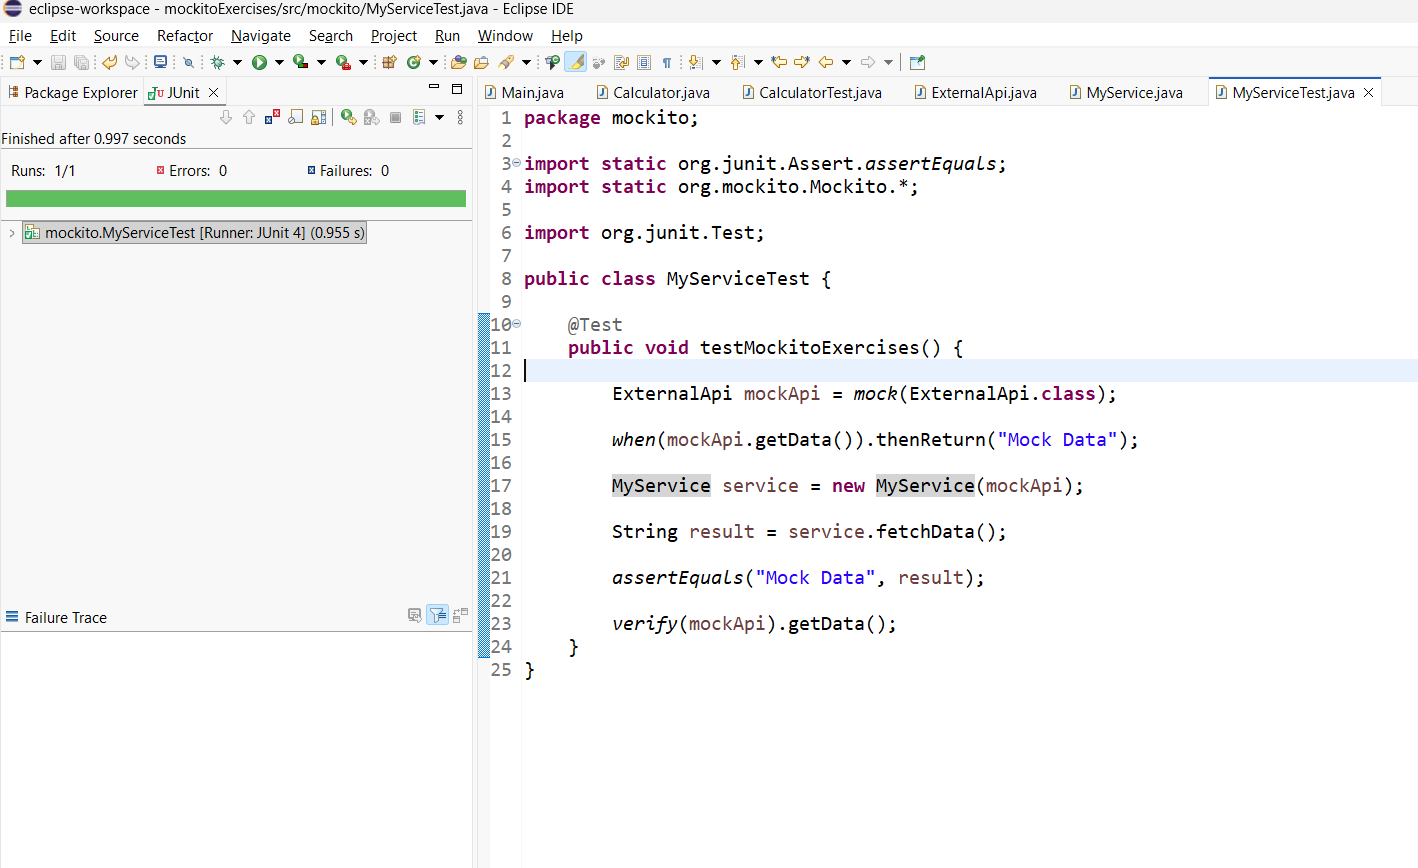 eclipse-workspace - mockitoExercises/src/mockito/MyServiceTest.java - Eclipse IDE
File Edit Source Refactor Navigate Search Project Run Window Help
Package Explorer JUnit
Finished after 0.997 seconds
Runs: 1/1 Errors: 0 Failures: 0
mockito.MyServiceTest [Runner: JUnit 4] (0.955 s)
Failure Trace
Main.java Calculator.java CalculatorTest.java ExternalApi.java MyService.java MyServiceTest.java
1 package mockito;
2
3 import static org.junit.Assert.assertEquals;
4 import static org.mockito.Mockito.*;
5
6 import org.junit.Test;
7
8 public class MyServiceTest {
9
10 @Test
11 public void testMockitoExercises() {
12
13 ExternalApi mockApi = mock(ExternalApi.class);
14
15 when(mockApi.getData()).thenReturn("Mock Data");
16
17 MyService service = new MyService(mockApi);
18
19 String result = service.fetchData();
20
21 assertEquals("Mock Data", result);
22
23 verify(mockApi).getData();
24 }
25 }